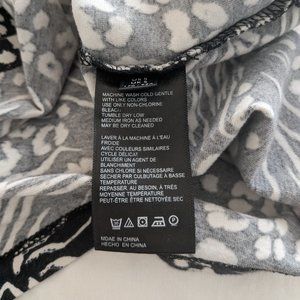 MACHINE WASH COLD GENTLE
WITH LIKE COLORS
USE ONLY NON-CHLORINE
BLEACH
TUMBLE DRY LOW
MEDIUM IRON AS NEEDED
MAY BE DRY CLEANED
LAVER À LA MACHINE À L'EAU
FROIDE
AVEC COULEURS SIMILAIRES
CYCLE DÉLICAT
UTILISER UN AGENT DE
BLANCHIMENT
SANS CHLORE SI NÉCESSAIRE
SÉCHER PAR CULBUTAGE À BASSE
TEMPÉRATURE
REPASSER, AU BESOIN, À TRÈS
MOYENNE TEMPÉRATURE
PEUT-ÊTRE ÊTRE NETTOYÉE SEC
MDAE IN CHINA
HECHO EN CHINA